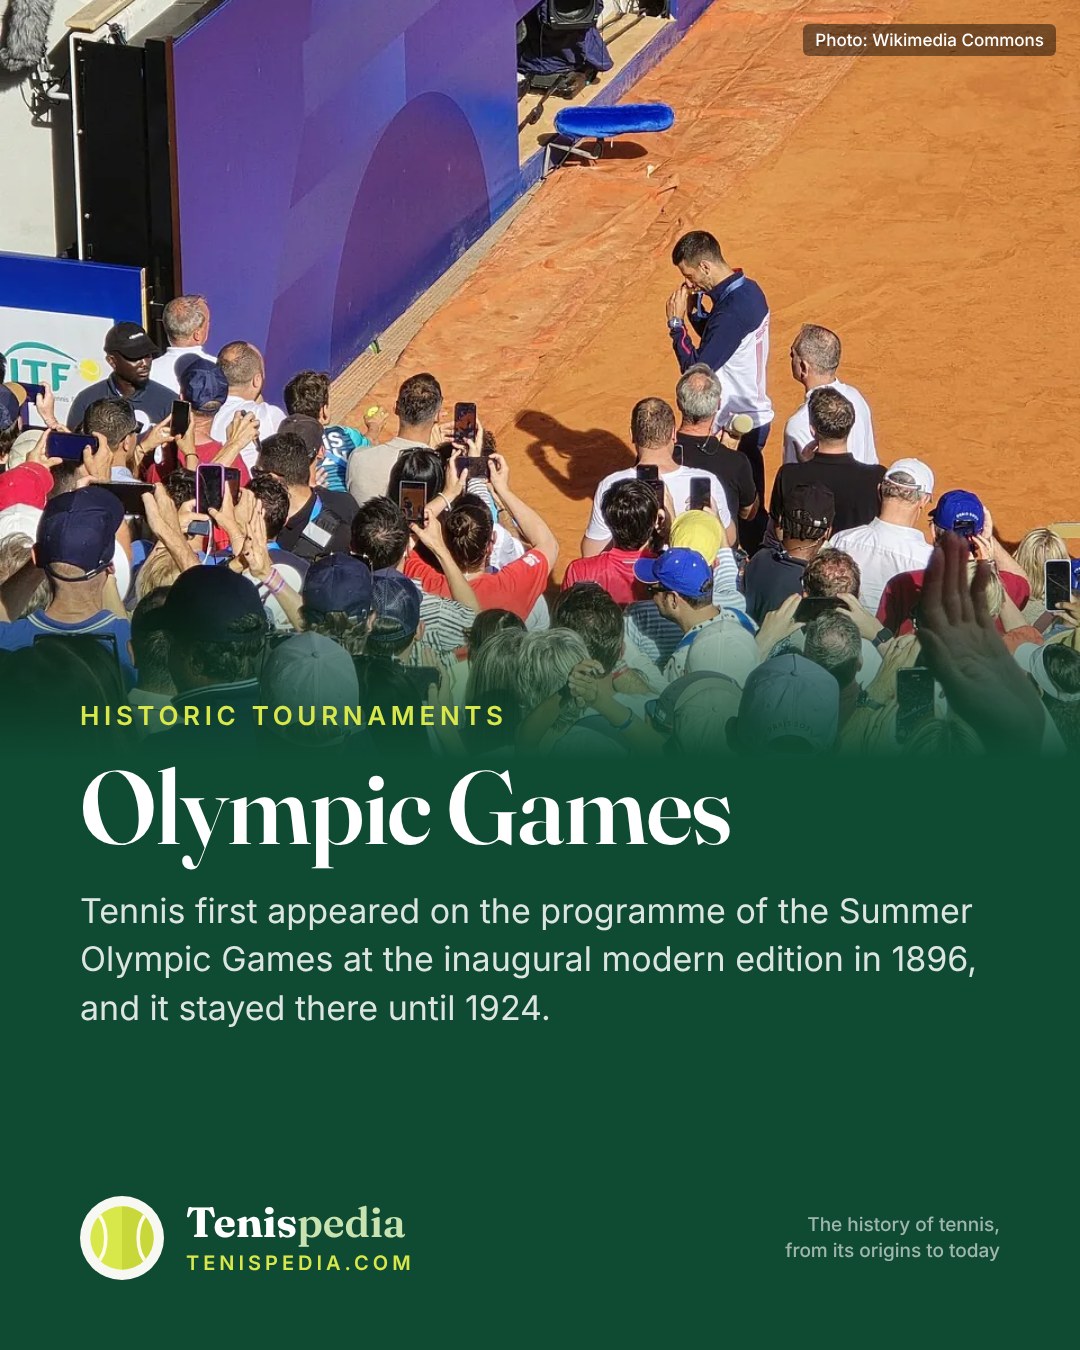 Photo: Wikimedia Commons
ITF
HISTORIC TOURNAMENTS
Olympic Games
Tennis first appeared on the programme of the Summer
Olympic Games at the inaugural modern edition in 1896,
and it stayed there until 1924.
Tenispedia
TENISPEDIA.COM
The history of tennis,
from its origins to today